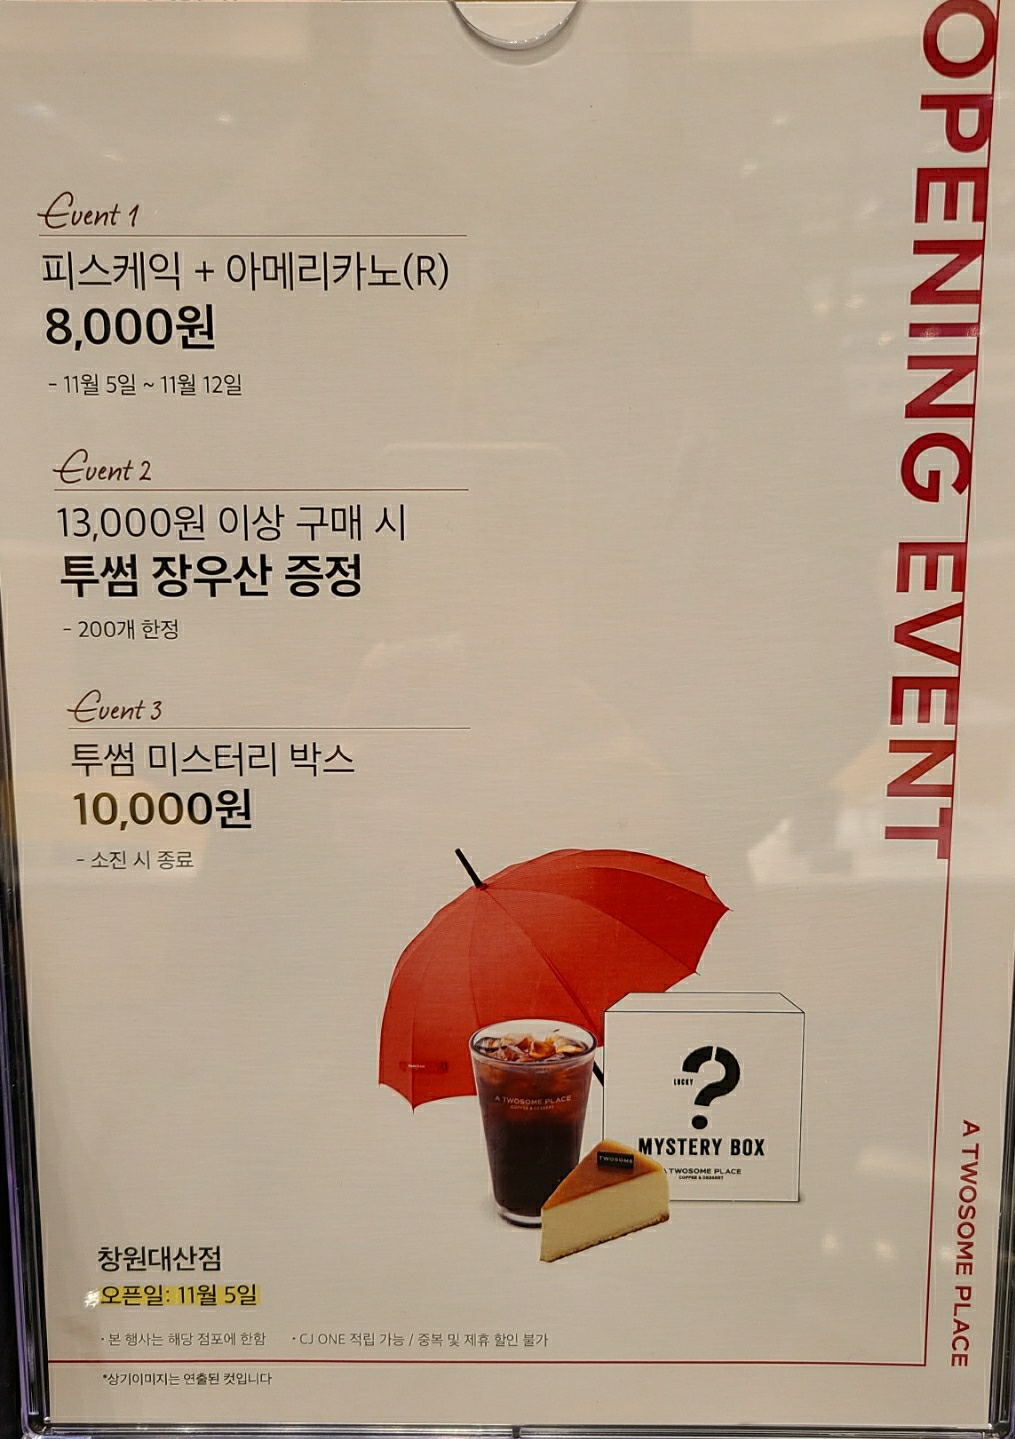 OPENING EVENT
Event 1
피스케익 + 아메리카노(R)
8,000원
- 11월 5일 ~ 11월 12일
Event 2
13,000원 이상 구매 시
투썸 장우산 증정
- 200개 한정
Event 3
투썸 미스터리 박스
10,000원
- 소진 시 종료
LUCKY
?
MYSTERY BOX
A TWOSOME PLACE
COFFEE & DESSERT
A TWOSOME PLACE
COFFEE & DESSERT
TWOSOME
창원대산점
오픈일: 11월 5일
· 본 행사는 해당 점포에 한함 · CJ ONE 적립 가능 / 중복 및 제휴 할인 불가
*상기이미지는 연출된 컷입니다
A TWOSOME PLACE